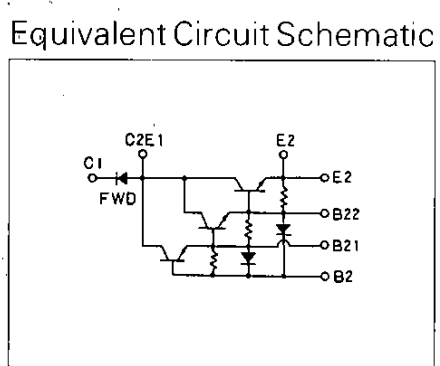 Equivalent Circuit Schematic
C2E1
E2
C1
E2
FWD
B22
B21
B2